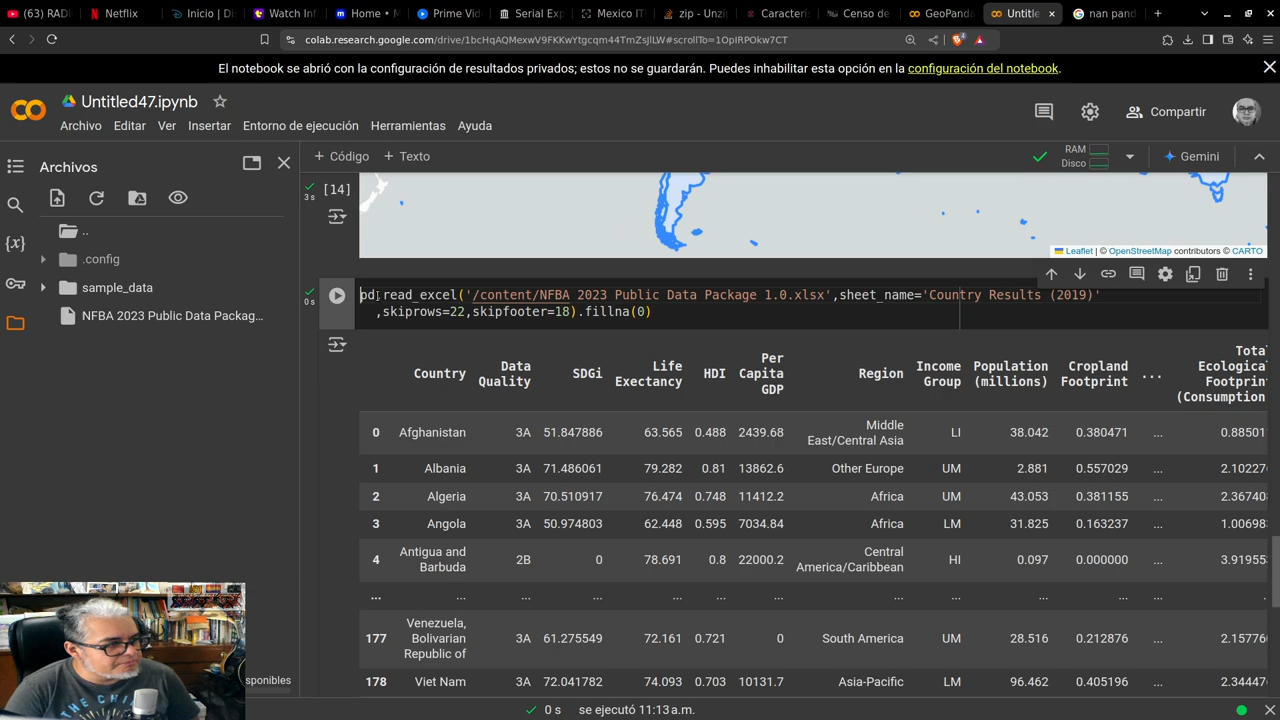 (63) RADI
Netflix
Inicio | Dis
Watch Infi
Home • M
Prime Vid
Serial Exp
Mexico ITE
zip - Unzip
Caracterís
Censo de
GeoPanda
Untitle
nan pand
colab.research.google.com/drive/1bcHqAQMexwV9FKKwYtgcqm44TmZsJlLW#scrollTo=1OpIRPOkw7CT
El notebook se abrió con la configuración de resultados privados; estos no se guardarán. Puedes inhabilitar esta opción en la configuración del notebook.
Untitled47.ipynb
Archivo Editar Ver Insertar Entorno de ejecución Herramientas Ayuda
Compartir
Archivos
+ Código + Texto
RAM
Disco
Gemini
..
.config
sample_data
NFBA 2023 Public Data Packag...
[14]
3 s
Leaflet | © OpenStreetMap contributors © CARTO
0 s
pd.read_excel('/content/NFBA 2023 Public Data Package 1.0.xlsx',sheet_name='Country Results (2019)'
,skiprows=22,skipfooter=18).fillna(0)
Country Data Quality SDGi Life Exectancy HDI Per Capita GDP Region Income Group Population (millions) Cropland Footprint ... Total Ecological Footprint (Consumption
0 Afghanistan 3A 51.847886 63.565 0.488 2439.68 Middle East/Central Asia LI 38.042 0.380471 ... 0.88501
1 Albania 3A 71.486061 79.282 0.81 13862.6 Other Europe UM 2.881 0.557029 ... 2.10227
2 Algeria 3A 70.510917 76.474 0.748 11412.2 Africa UM 43.053 0.381155 ... 2.36740
3 Angola 3A 50.974803 62.448 0.595 7034.84 Africa LM 31.825 0.163237 ... 1.00698
4 Antigua and Barbuda 2B 0 78.691 0.8 22000.2 Central America/Caribbean HI 0.097 0.000000 ... 3.91955
... ... ... ... ... ... ... ... ... ... ... ...
177 Venezuela, Bolivarian Republic of 3A 61.275549 72.161 0.721 0 South America UM 28.516 0.212876 ... 2.15776
178 Viet Nam 3A 72.041782 74.093 0.703 10131.7 Asia-Pacific LM 96.462 0.405196 ... 2.34447
THE CHI
sponibles
0 s se ejecutó 11:13 a.m.